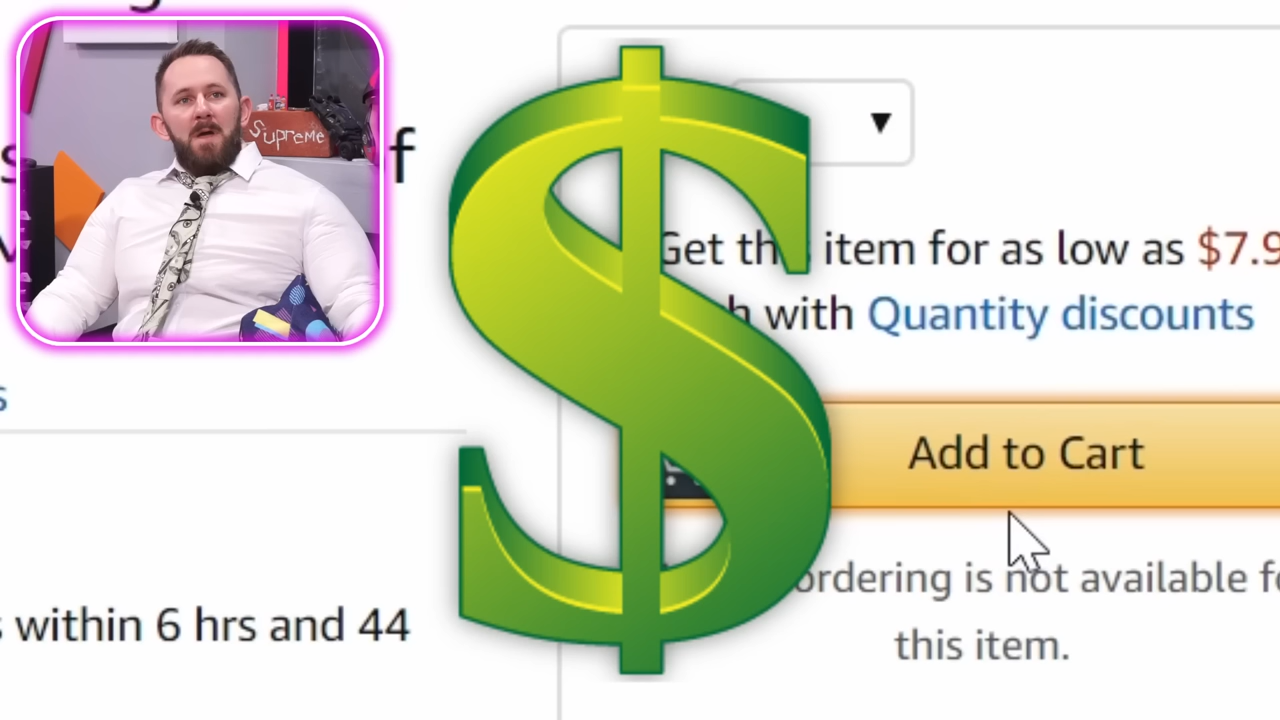 Supreme
f
Get th item for as low as $7.9
h with Quantity discounts
s
Add to Cart
ordering is not available fo
this item.
s within 6 hrs and 44